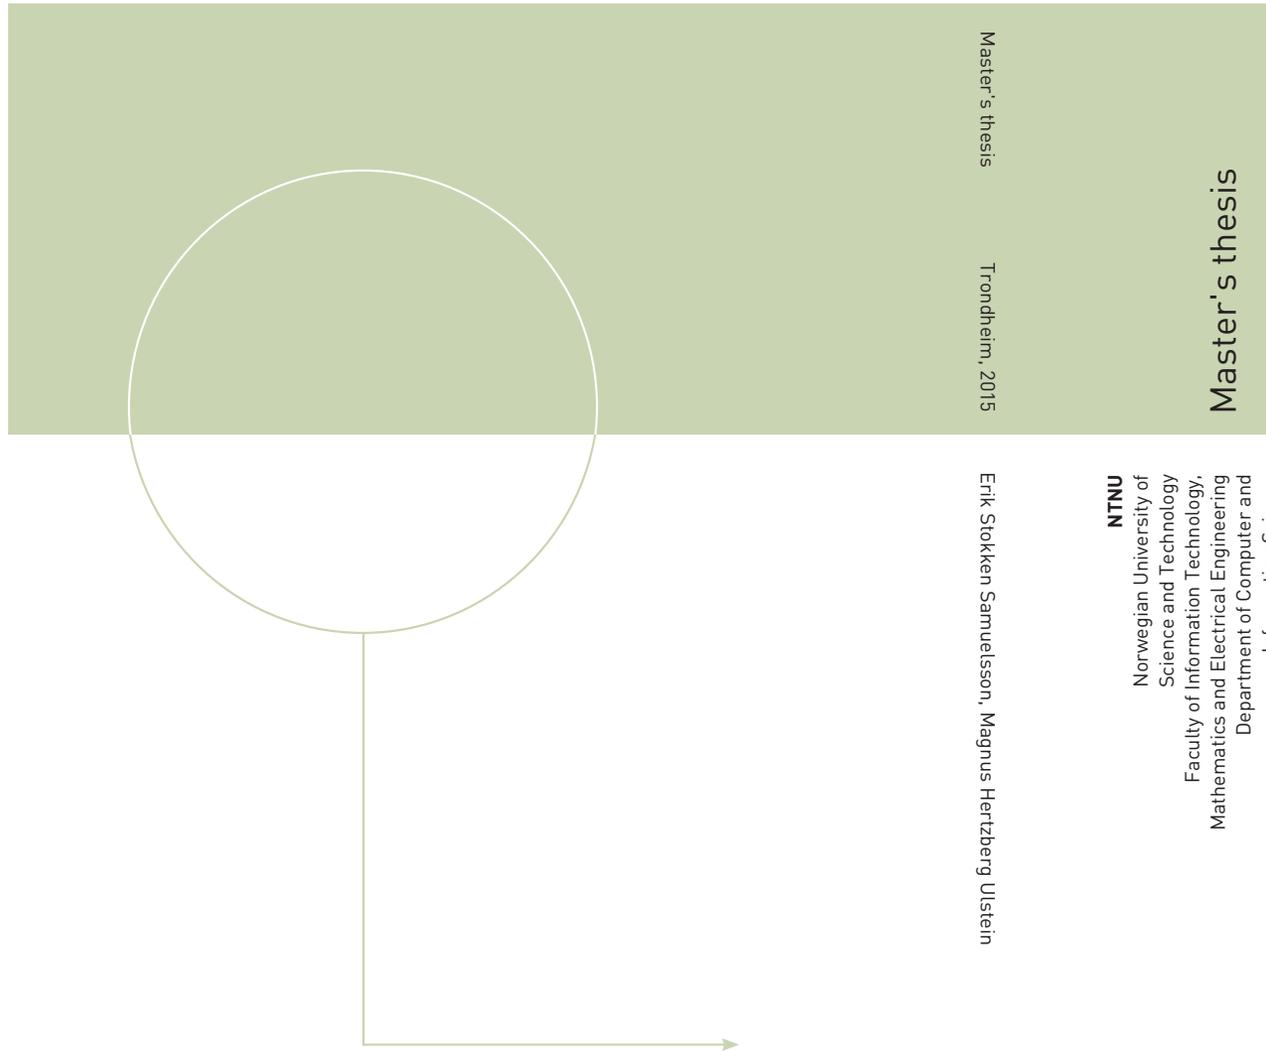 Master's thesis
Trondheim, 2015
Erik Stokken Samuelsson, Magnus Hertzberg Ulstein
NTNU
Norwegian University of
Science and Technology
Faculty of Information Technology,
Mathematics and Electrical Engineering
Department of Computer and
Master's thesis